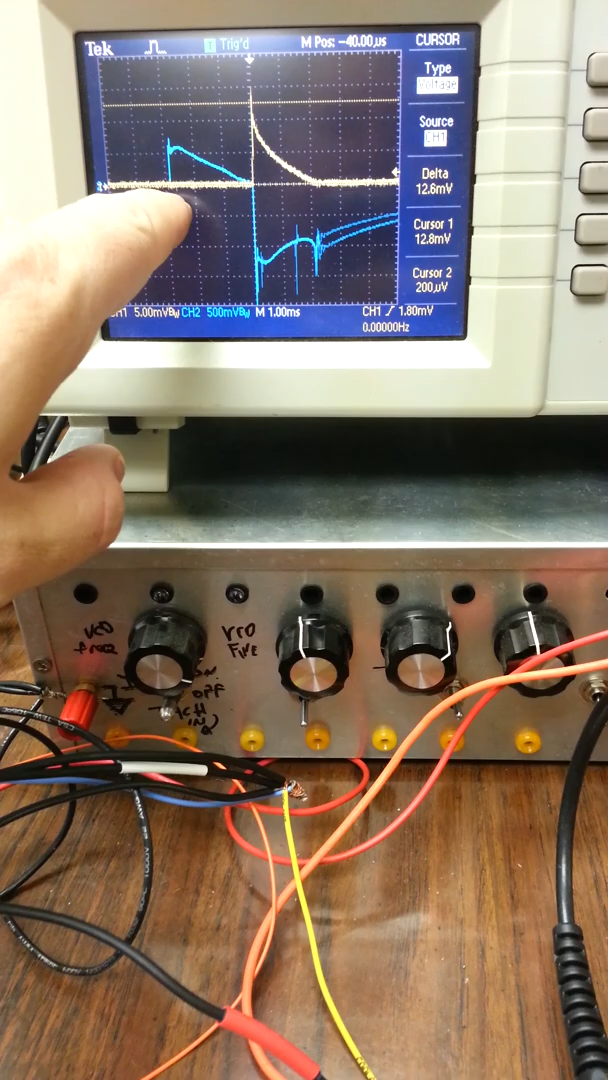 Tek
Trig'd
M Pos: -40.00µs
CURSOR
Type
Voltage
Source
CH1
Delta
12.6mV
Cursor 1
12.8mV
Cursor 2
200µV
CH1 5.00mVBW CH2 500mVBW M 1.00ms
CH1 / 1.80mV
0.00000Hz
VCO
freq
VCO
FINE
ON
OFF